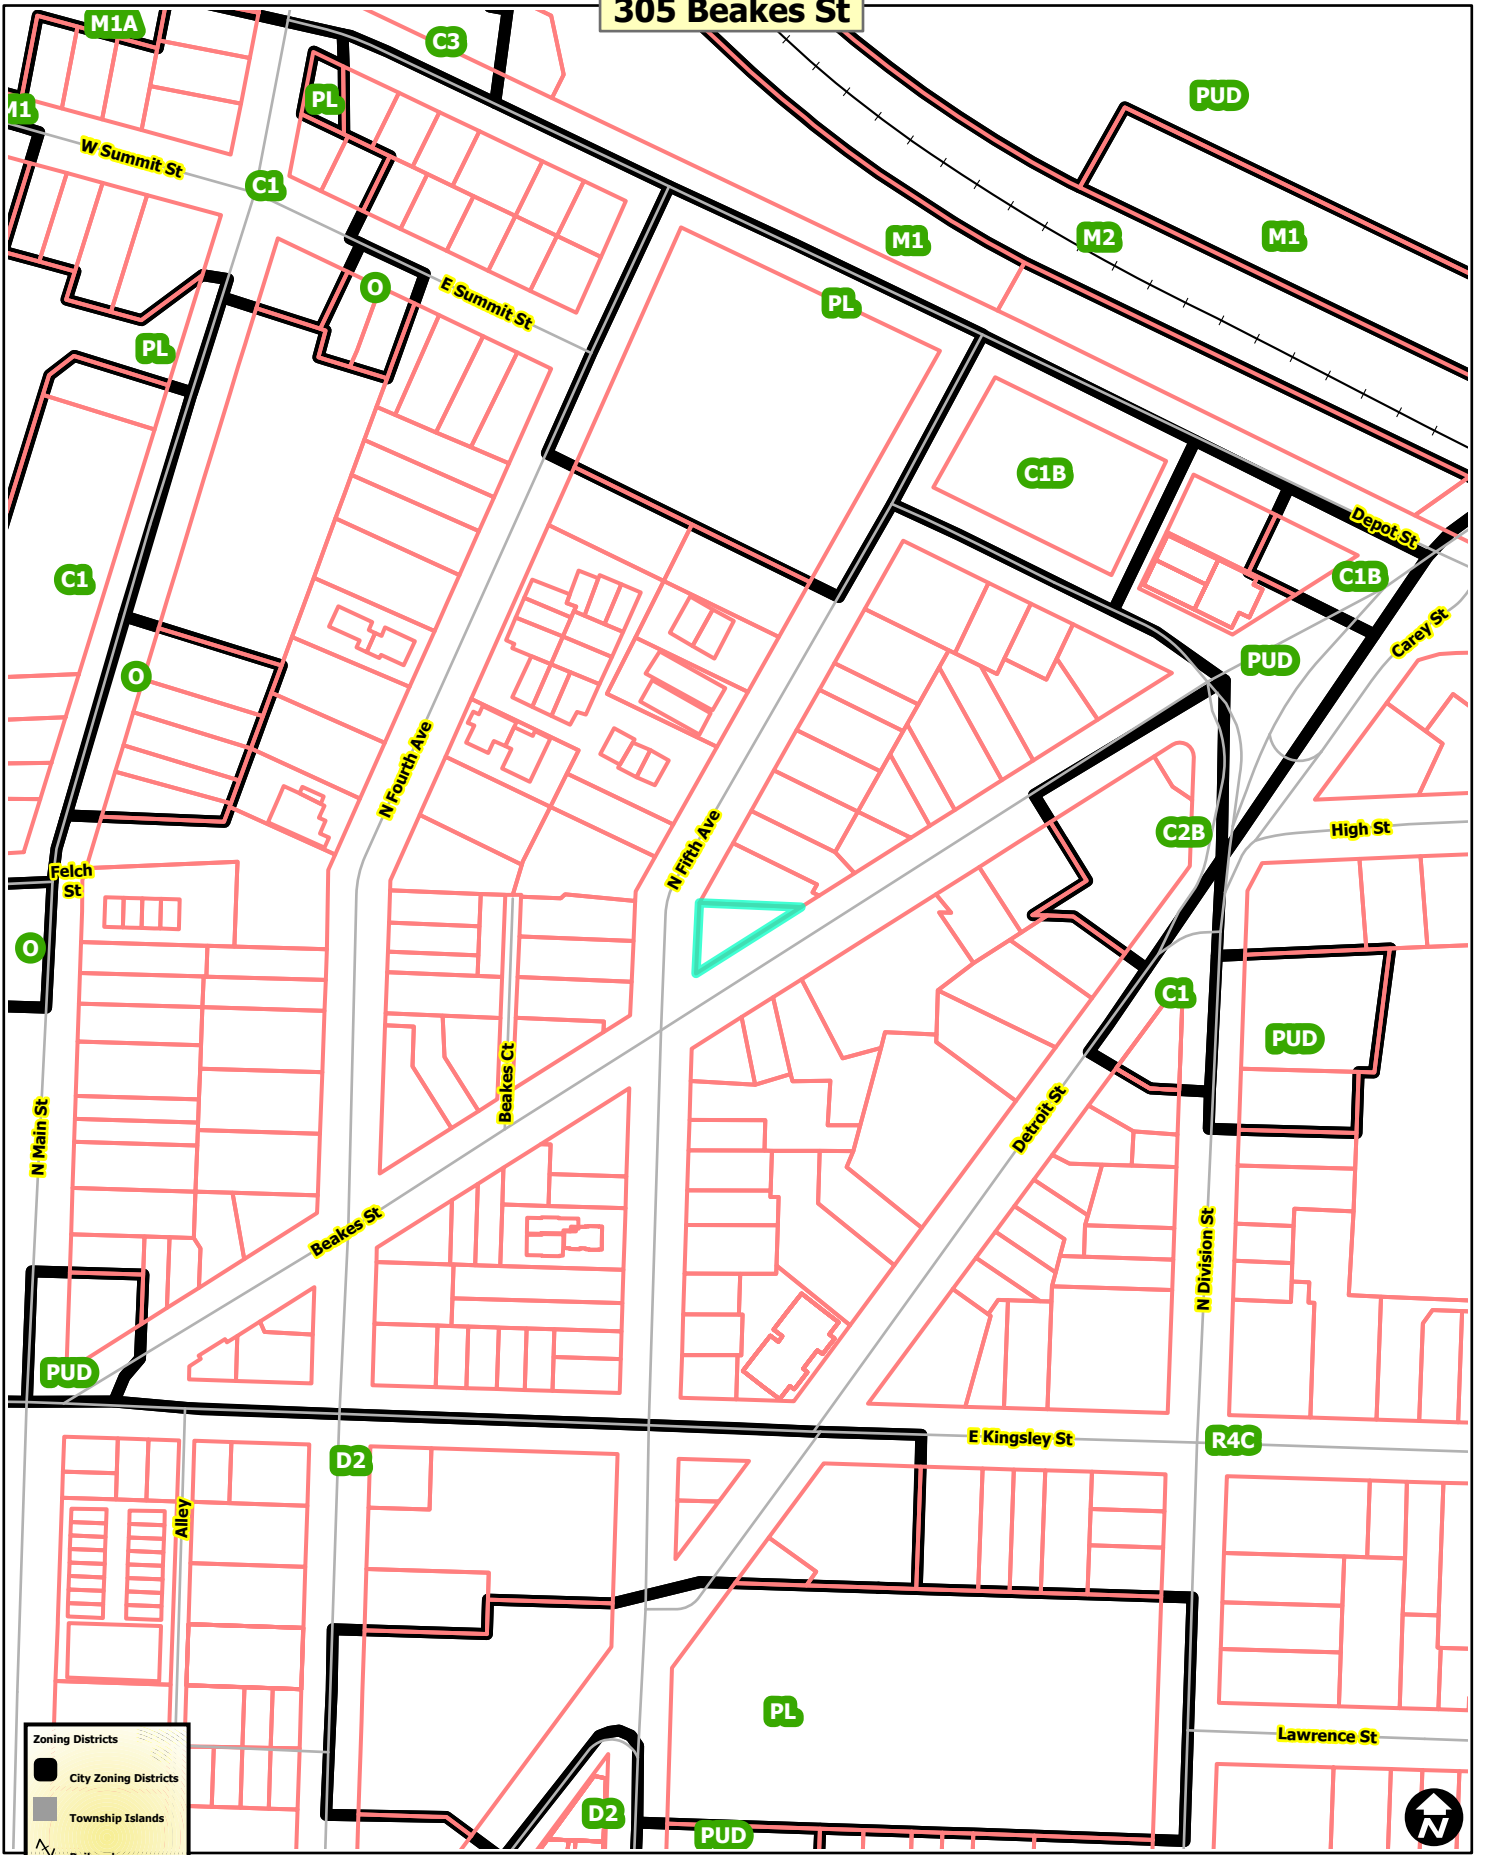 305 Beakes St
M1A
C3
PL
PUD
M1
W Summit St
C1
M1
M2
M1
O
E Summit St
PL
PL
C1B
Depot St
C1
C1B
Carey St
O
PUD
N Fourth Ave
N Fifth Ave
C2B
High St
Felch
St
O
C1
PUD
Beakes Ct
N Main St
Detroit St
Beakes St
N Division St
PUD
E Kingsley St
R4C
D2
Alley
PL
Lawrence St
Zoning Districts
City Zoning Districts
Township Islands
D2
PUD
N